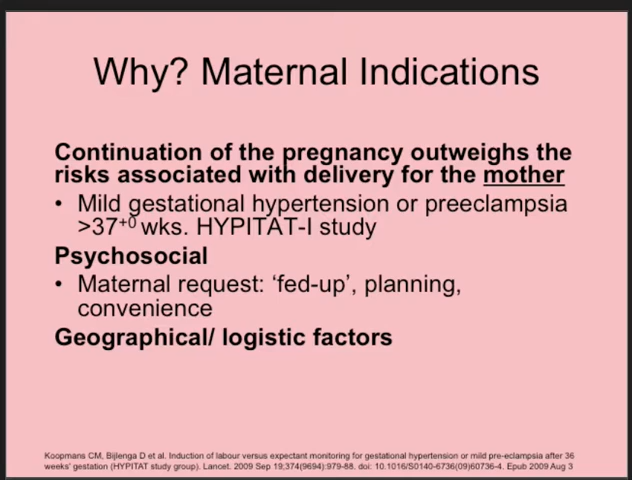 Why? Maternal Indications
Continuation of the pregnancy outweighs the
risks associated with delivery for the mother
• Mild gestational hypertension or preeclampsia
>37⁺⁰ wks. HYPITAT-I study
Psychosocial
• Maternal request: ‘fed-up’, planning,
convenience
Geographical/ logistic factors
Koopmans CM, Bijlenga D et al. Induction of labour versus expectant monitoring for gestational hypertension or mild pre-eclampsia after 36
weeks' gestation (HYPITAT study group). Lancet. 2009 Sep 19;374(9694):979-88. doi: 10.1016/S0140-6736(09)60736-4. Epub 2009 Aug 3